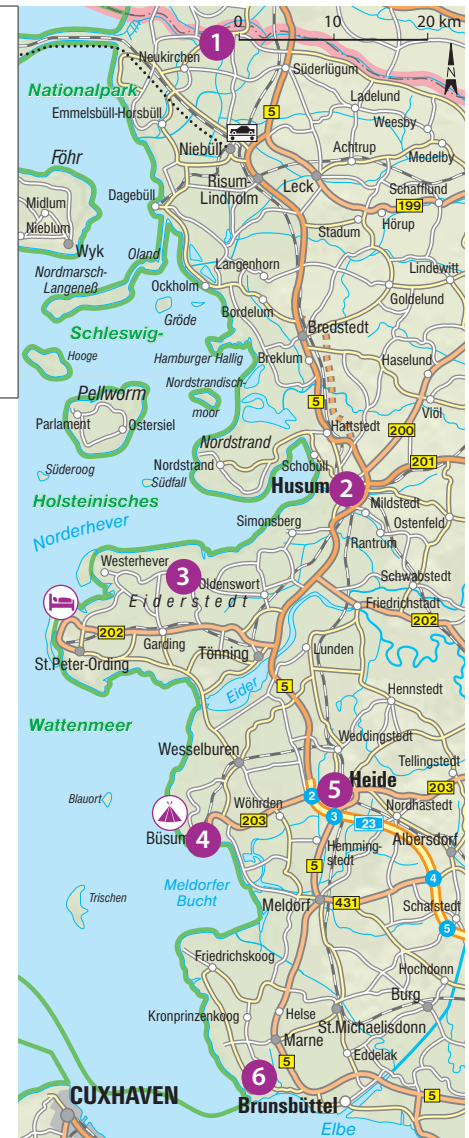 0 10 20 km
N
1
Neukirchen
Süderlügum
Nationalpark
Ladelund
5
Weesby
Emmelsbüll-Horsbüll
Niebüll
Achtrup
Medelby
Föhr
Risum-
Lindholm
Leck
Schafflund
Midlum
Dagebüll
199
Nieblum
Stadum
Hörup
Wyk
Oland
Langenhorn
Lindewitt
Nordmarsch-
Langeneß
Ockholm
Goldelund
Gröde
Bordelum
Schleswig-
Bredstedt
Hooge
Hamburger Hallig
Breklum
Haselund
Pellworm
Nordstrandisch-
moor
5
Viöl
Parlament
Ostersiel
Hattstedt
200
Nordstrand
201
Süderoog
Nordstrand
Schobüll
Südfall
Husum
2
Holsteinisches
Mildstedt
Norderhever
Simonsberg
Ostenfeld
Rantrum
Westerhever
3
Oldenswort
Schwabstedt
Eiderstedt
Friedrichstadt
202
Garding
202
St.Peter-Ording
Tönning
Lunden
5
Eider
Hennstedt
Wattenmeer
Weddingstedt
Wesselburen
Tellingstedt
5
Heide
203
Blauort
2
Wöhrden
Nordhastedt
203
3
23
Büsum
4
Hemming-
stedt
Albersdorf
5
4
Meldorfer
Bucht
Trischen
Meldorf
431
Schafstedt
5
Friedrichskoog
Hochdonn
Burg
Kronprinzenkoog
Helse
St.Michaelisdonn
Marne
Eddelak
6
5
CUXHAVEN
Brunsbüttel
5
Elbe